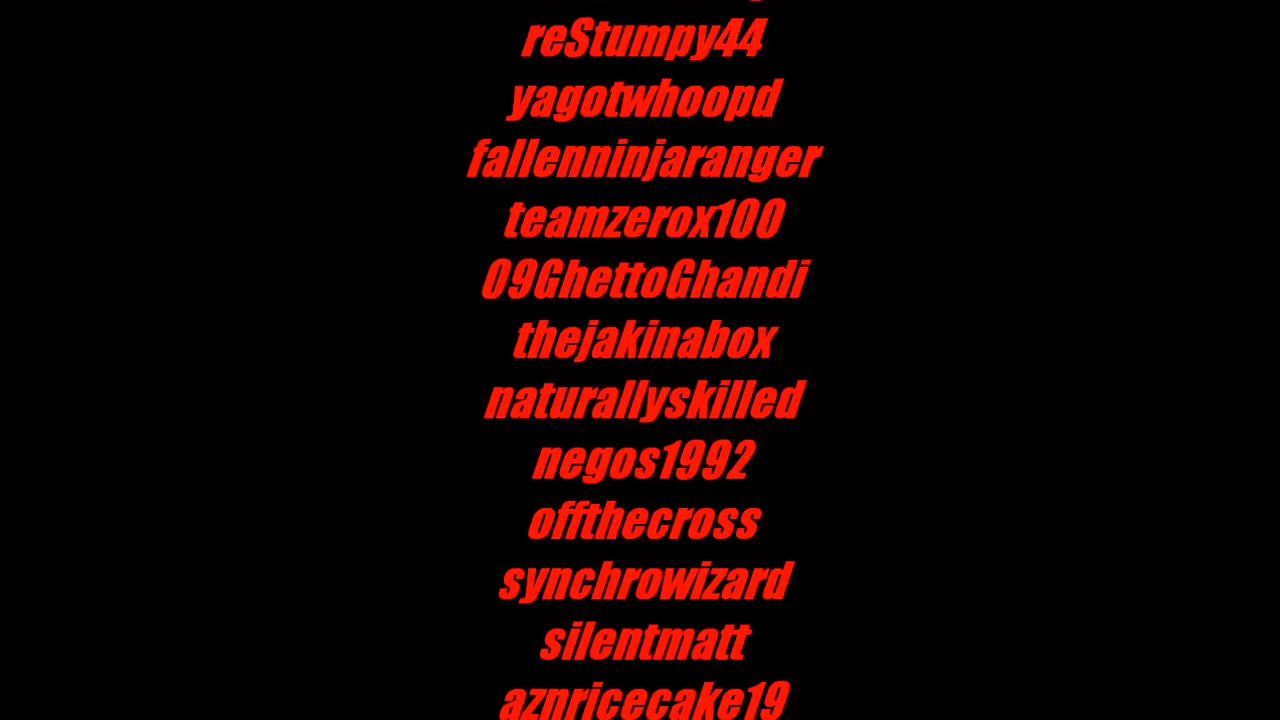 reStumpy44
yagotwhoopd
fallenninjaranger
teamzerox100
09GhettoGhandi
thejakinabox
naturallyskilled
negos1992
offthecross
synchrowizard
silentmatt
aznricecake19